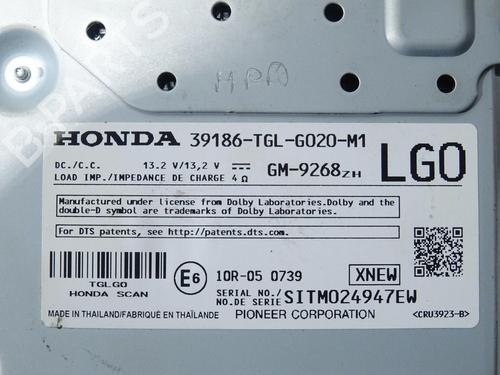 MPA
HONDA 39186-TGL-G020-M1
DC./C.C. 13.2 V/13,2 V
LOAD IMP./IMPEDANCE DE CHARGE 4Ω
GM-9268ZH
LG0
Manufactured under license from Dolby Laboratories.Dolby and the
double-D symbol are trademarks of Dolby Laboratories.
For DTS patents, see http://patents.dts.com.
TGLG0
HONDA SCAN
E6
10R-05 0739
XNEW
SERIAL NO./
NO.DE SERIE SITM024947EW
MADE IN THAILAND/FABRIQUÉ EN THAÏLANDE
PIONEER CORPORATION
<CRU3923-B>